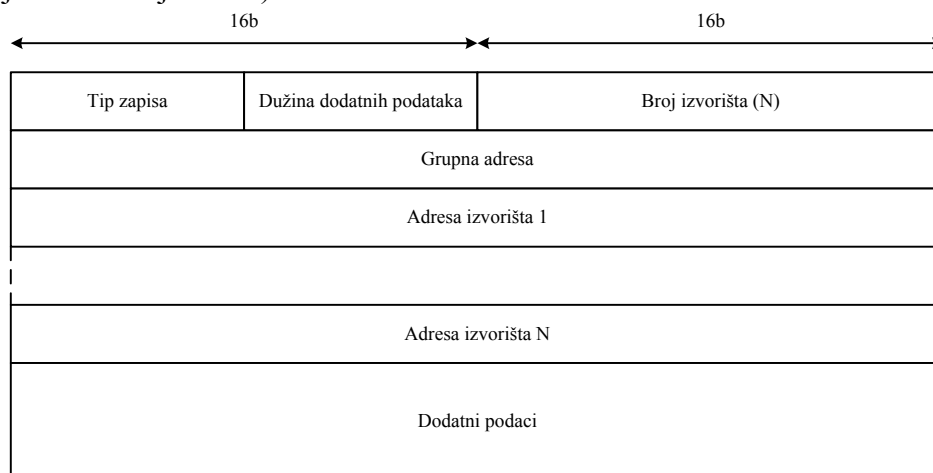 16b 16b
Tip zapisa Dužina dodatnih podataka Broj izvorišta (N)
Grupna adresa
Adresa izvorišta 1
Adresa izvorišta N
Dodatni podaci